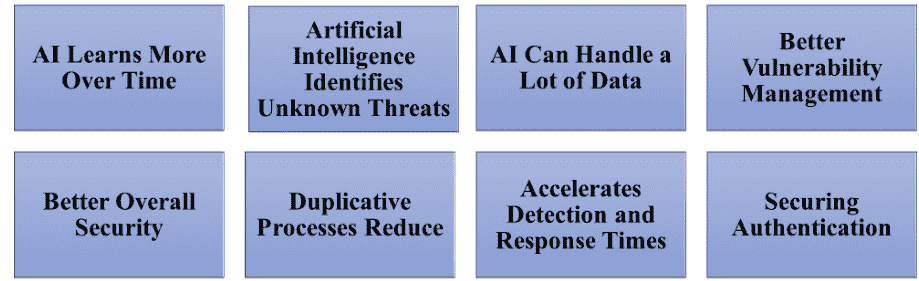 AI Learns More
Over Time
Artificial
Intelligence
Identifies
Unknown Threats
AI Can Handle a
Lot of Data
Better
Vulnerability
Management
Better Overall
Security
Duplicative
Processes Reduce
Accelerates
Detection and
Response Times
Securing
Authentication